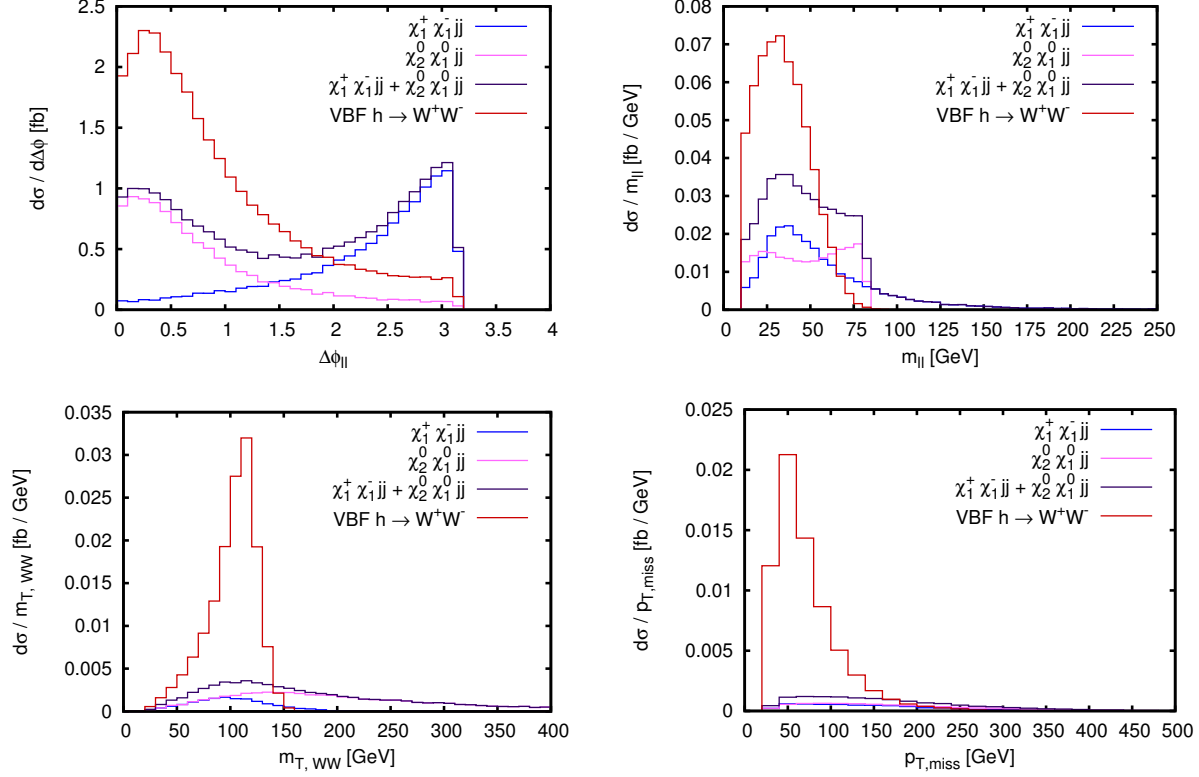 dσ / dΔϕ [fb]
2.5
2
1.5
1
0.5
0
0 0.5 1 1.5 2 2.5 3 3.5 4
Δϕ_ll
χ₁⁺ χ₁⁻ jj
χ₂⁰ χ₁⁰ jj
χ₁⁺ χ₁⁻ jj + χ₂⁰ χ₁⁰ jj
VBF h → W⁺W⁻
dσ / m_ll [fb / GeV]
0.08
0.07
0.06
0.05
0.04
0.03
0.02
0.01
0
0 25 50 75 100 125 150 175 200 225 250
m_ll [GeV]
χ₁⁺ χ₁⁻ jj
χ₂⁰ χ₁⁰ jj
χ₁⁺ χ₁⁻ jj + χ₂⁰ χ₁⁰ jj
VBF h → W⁺W⁻
dσ / m_T, WW [fb / GeV]
0.035
0.03
0.025
0.02
0.015
0.01
0.005
0
0 50 100 150 200 250 300 350 400
m_T, WW [GeV]
χ₁⁺ χ₁⁻ jj
χ₂⁰ χ₁⁰ jj
χ₁⁺ χ₁⁻ jj + χ₂⁰ χ₁⁰ jj
VBF h → W⁺W⁻
dσ / p_T,miss [fb / GeV]
0.025
0.02
0.015
0.01
0.005
0
0 50 100 150 200 250 300 350 400 450 500
p_T,miss [GeV]
χ₁⁺ χ₁⁻ jj
χ₂⁰ χ₁⁰ jj
χ₁⁺ χ₁⁻ jj + χ₂⁰ χ₁⁰ jj
VBF h → W⁺W⁻